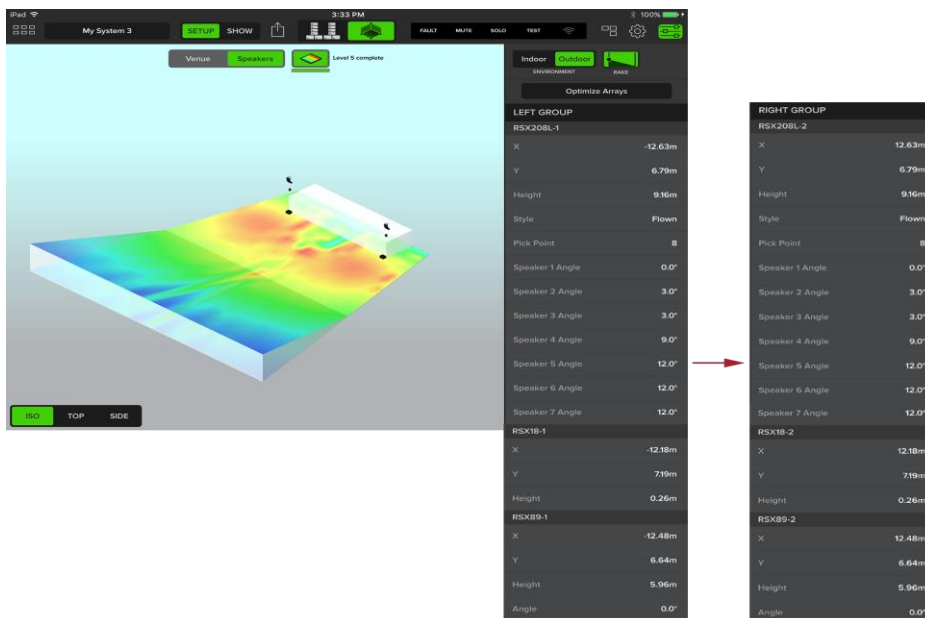 iPad 3:33 PM 100%
My System 3 SETUP SHOW FAULT MUTE SOLO TEST
Venue Speakers Level 5 complete
Indoor Outdoor
ENVIRONMENT RAKE
Optimize Arrays
LEFT GROUP
RSX208L-1
X -12.63m
Y 6.79m
Height 9.16m
Style Flown
Pick Point 8
Speaker 1 Angle 0.0°
Speaker 2 Angle 3.0°
Speaker 3 Angle 3.0°
Speaker 4 Angle 9.0°
Speaker 5 Angle 12.0°
Speaker 6 Angle 12.0°
Speaker 7 Angle 12.0°
RSX18-1
X -12.18m
Y 7.19m
Height 0.26m
RSX89-1
X -12.48m
Y 6.64m
Height 5.96m
Angle 0.0°
ISO TOP SIDE
RIGHT GROUP
RSX208L-2
X 12.63m
Y 6.79m
Height 9.16m
Style Flown
Pick Point 8
Speaker 1 Angle 0.0°
Speaker 2 Angle 3.0°
Speaker 3 Angle 3.0°
Speaker 4 Angle 9.0°
Speaker 5 Angle 12.0°
Speaker 6 Angle 12.0°
Speaker 7 Angle 12.0°
RSX18-2
X 12.18m
Y 7.19m
Height 0.26m
RSX89-2
X 12.48m
Y 6.64m
Height 5.96m
Angle 0.0°